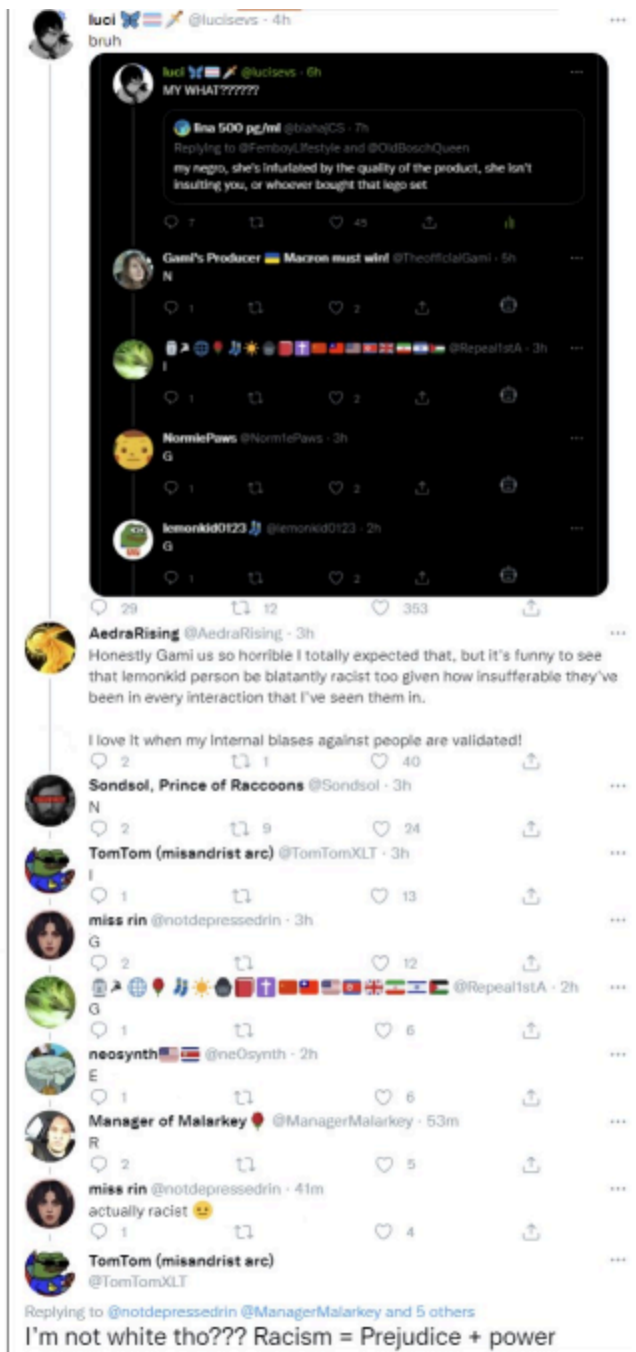 luci @lucisevs · 4h
bruh
luci @lucisevs · 6h
MY WHAT??????
lina 500 pg/ml @blahajCS · 7h
Replying to @FemboyLifestyle and @OldBoschQueen
my negro, she's infuriated by the quality of the product, she isn't
insulting you, or whoever bought that lego set
7 45
Gami's Producer Macron must win! @TheofficialGami · 5h
N
1 2
@Repeal1stA · 3h
I
1 2
NormiePaws @Norm1ePaws · 3h
G
1 2
lemonkid0123 @lemonkid0123 · 2h
G
1 2
29 12 353
AedraRising @AedraRising · 3h
Honestly Gami us so horrible I totally expected that, but it's funny to see
that lemonkid person be blatantly racist too given how insufferable they've
been in every interaction that I've seen them in.
I love it when my internal biases against people are validated!
2 1 40
Sondsol, Prince of Raccoons @Sondsol · 3h
N
2 9 24
TomTom (misandrist arc) @TomTomXLT · 3h
I
1 13
miss rin @notdepressedrin · 3h
G
2 12
@Repeal1stA · 2h
G
1 6
neosynth @ne0synth · 2h
E
1 6
Manager of Malarkey @ManagerMalarkey · 53m
R
2 5
miss rin @notdepressedrin · 41m
actually racist
1 4
TomTom (misandrist arc)
@TomTomXLT
Replying to @notdepressedrin @ManagerMalarkey and 5 others
I'm not white tho??? Racism = Prejudice + power